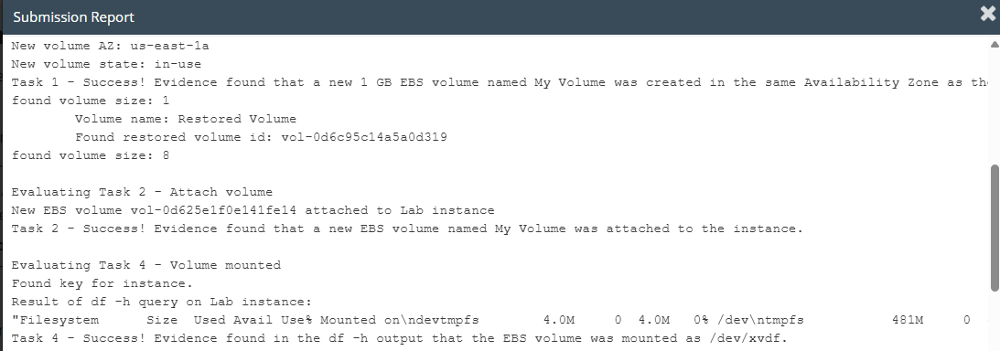 Submission Report
New volume AZ: us-east-1a
New volume state: in-use
Task 1 - Success! Evidence found that a new 1 GB EBS volume named My Volume was created in the same Availability Zone as the
found volume size: 1
        Volume name: Restored Volume
        Found restored volume id: vol-0d6c95c14a5a0d319
found volume size: 8

Evaluating Task 2 - Attach volume
New EBS volume vol-0d625e1f0e141fe14 attached to Lab instance
Task 2 - Success! Evidence found that a new EBS volume named My Volume was attached to the instance.

Evaluating Task 4 - Volume mounted
Found key for instance.
Result of df -h query on Lab instance:
"Filesystem      Size  Used Avail Use% Mounted on\ndevtmpfs        4.0M     0  4.0M   0% /dev\ntmpfs           481M     0
Task 4 - Success! Evidence found in the df -h output that the EBS volume was mounted as /dev/xvdf.